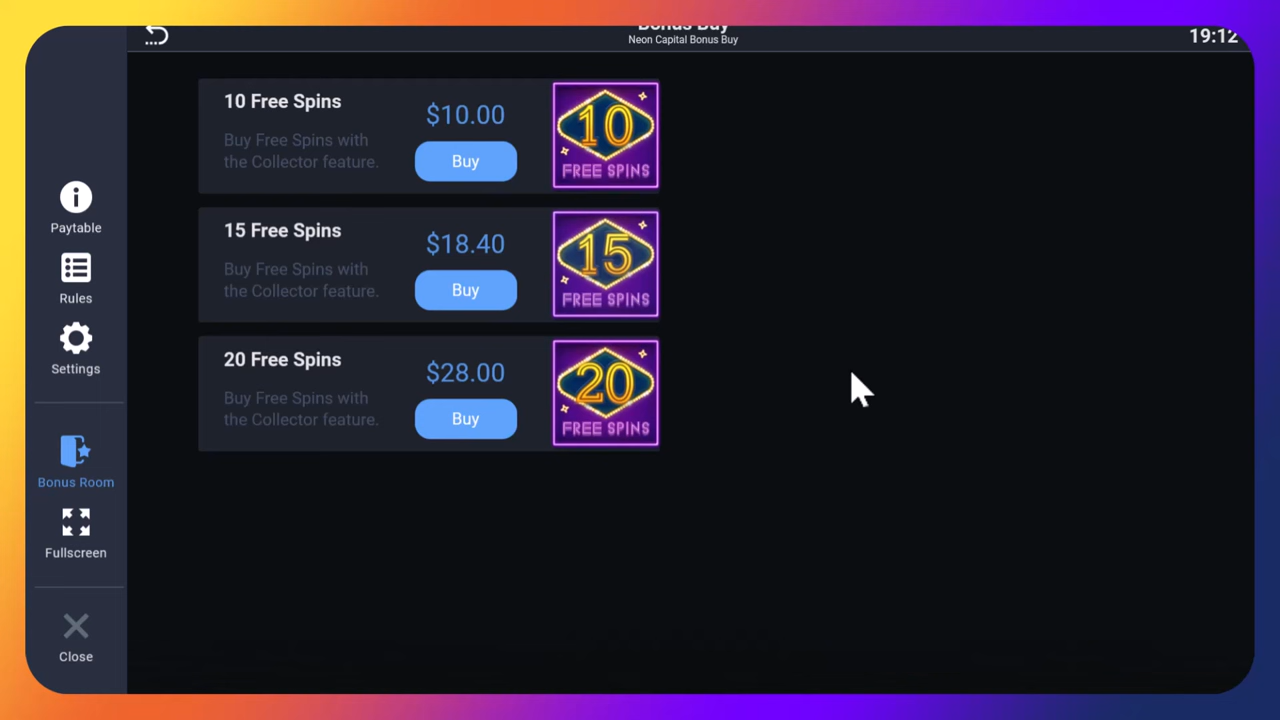 Bonus Buy
Neon Capital Bonus Buy
19:12
Paytable
Rules
Settings
Bonus Room
Fullscreen
Close
10 Free Spins
Buy Free Spins with
the Collector feature.
$10.00
Buy
10
FREE SPINS
15 Free Spins
Buy Free Spins with
the Collector feature.
$18.40
Buy
15
FREE SPINS
20 Free Spins
Buy Free Spins with
the Collector feature.
$28.00
Buy
20
FREE SPINS